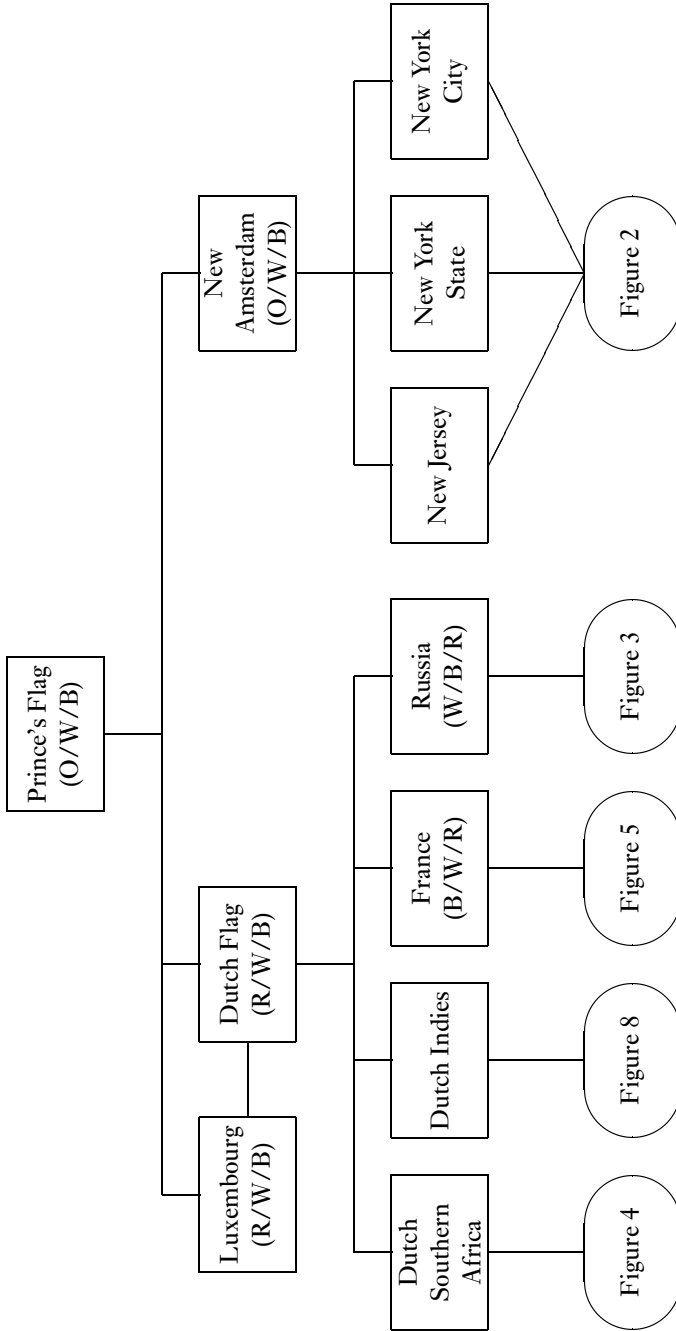 Prince's Flag
(O/W/B)
Luxembourg
(R/W/B)
Dutch Flag
(R/W/B)
New
Amsterdam
(O/W/B)
Dutch
Southern
Africa
Dutch Indies
France
(B/W/R)
Russia
(W/B/R)
New Jersey
New York
State
New York
City
Figure 4
Figure 8
Figure 5
Figure 3
Figure 2